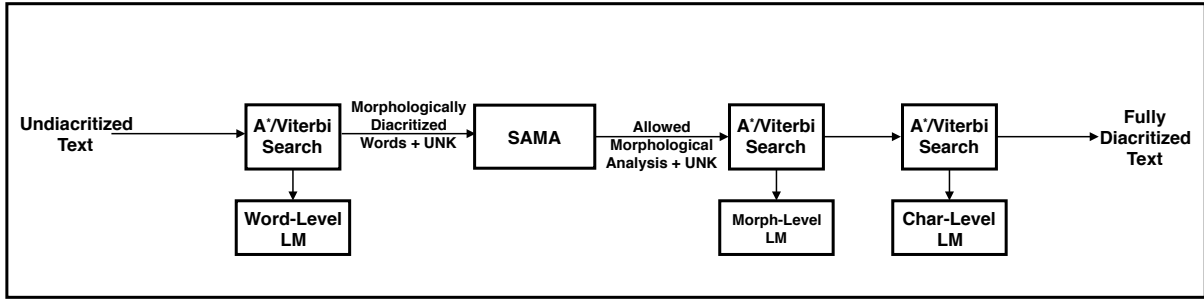 Undiacritized
Text
A*/Viterbi
Search
Word-Level
LM
Morphologically
Diacritized
Words + UNK
SAMA
Allowed
Morphological
Analysis + UNK
A*/Viterbi
Search
Morph-Level
LM
A*/Viterbi
Search
Char-Level
LM
Fully
Diacritized
Text